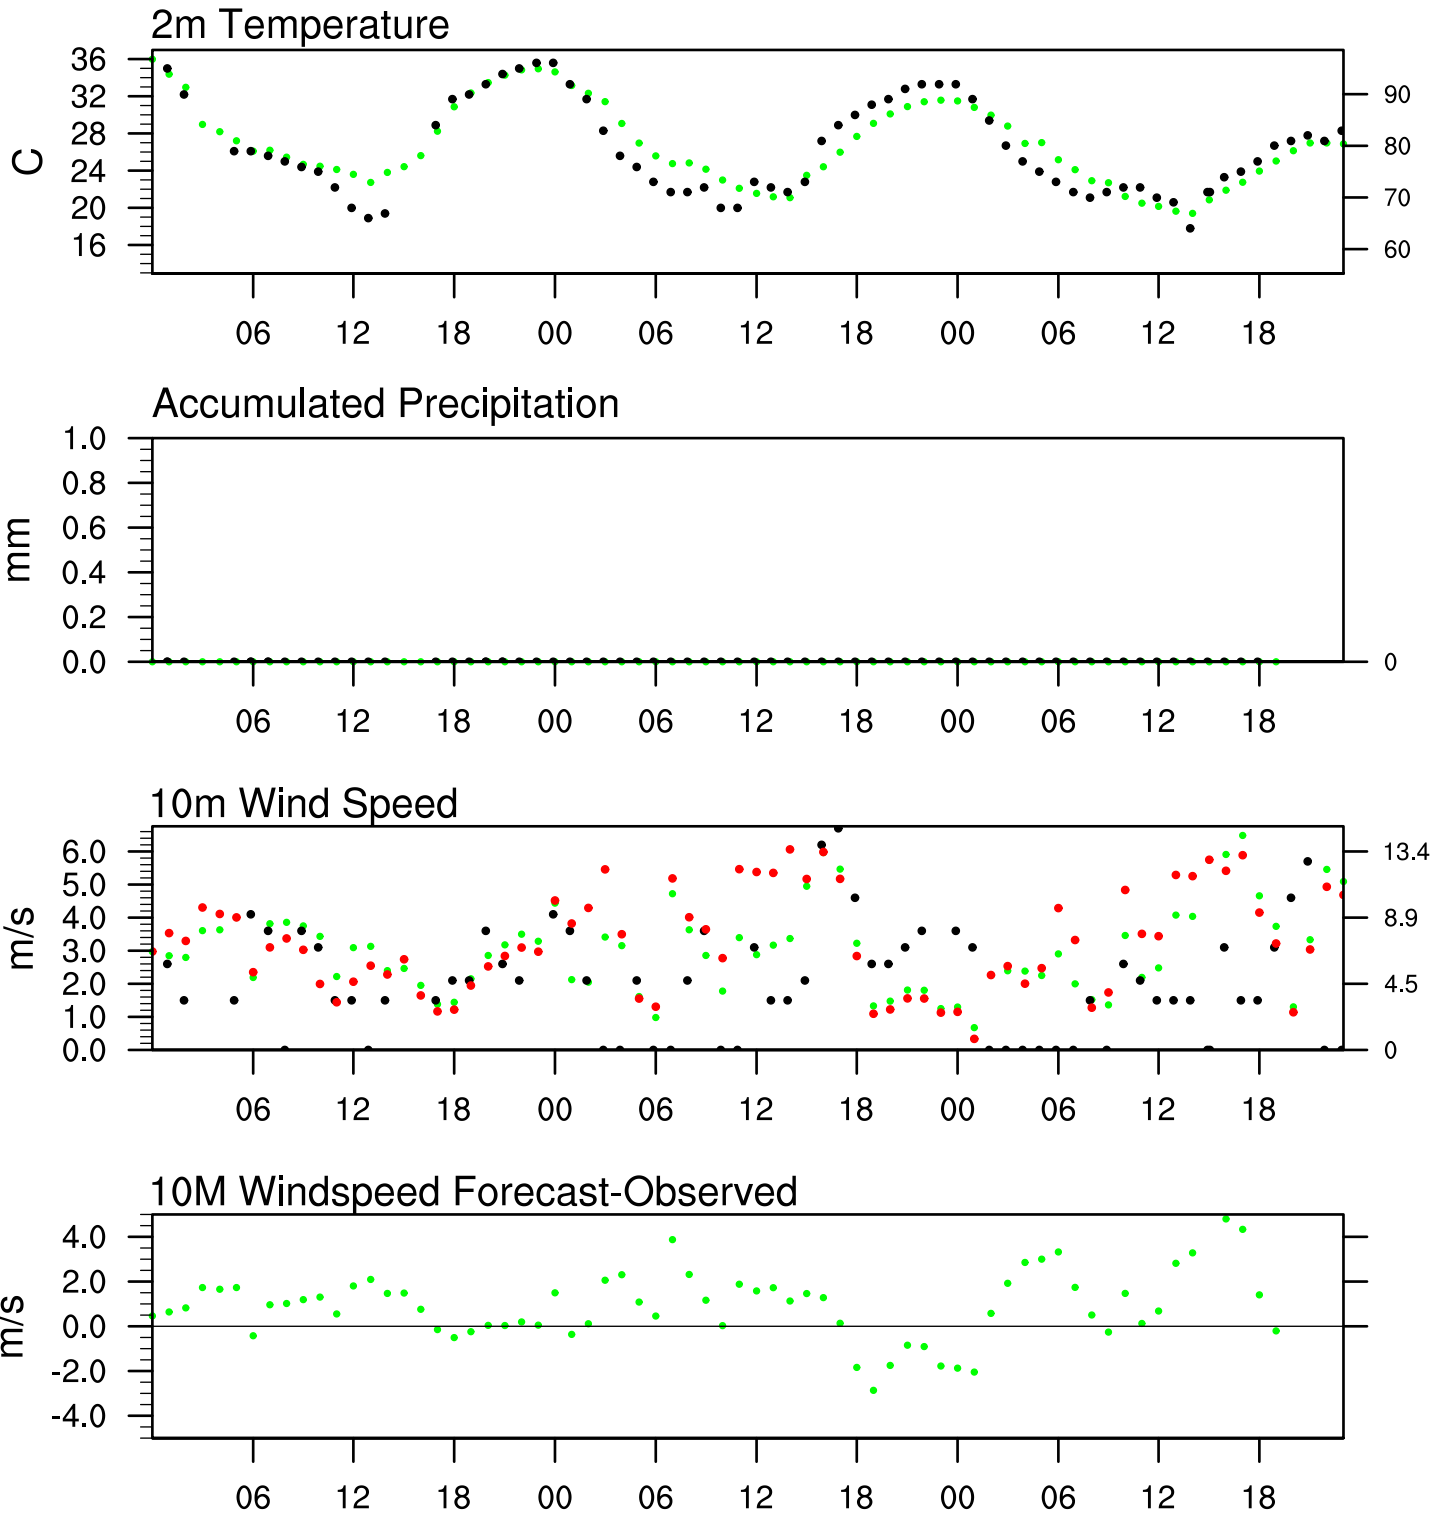 2m Temperature
36
32
28
24
20
16
C
90
80
70
60
06 12 18 00 06 12 18 00 06 12 18
Accumulated Precipitation
1.0
0.8
0.6
0.4
0.2
0.0
mm
0
06 12 18 00 06 12 18 00 06 12 18
10m Wind Speed
6.0
5.0
4.0
3.0
2.0
1.0
0.0
m/s
13.4
8.9
4.5
0
06 12 18 00 06 12 18 00 06 12 18
10M Windspeed Forecast-Observed
4.0
2.0
0.0
-2.0
-4.0
m/s
06 12 18 00 06 12 18 00 06 12 18